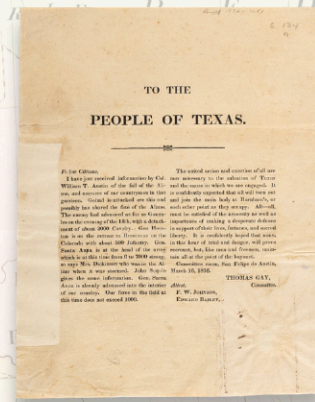 TO THE
PEOPLE OF TEXAS.
Fellow Citizens,
I have just received information by Col.
William T. Austin of the fall of the Al-
amo, and massacre of our countrymen in that
garrison. Goliad is attacked ere this and
possibly has shared the fate of the Alamo.
The enemy had advanced as far as Gonza-
les on the evening of the 14th, with a detach-
ment of about 2000 Cavalry. Gen Hous-
ton is on the retreat to on the
Colorado with about 500 Infantry. Gen.
Santa Anna is at the head of the army
which is at this time from 5 to 7000 strong,
so says Mrs. Dickinson who was in the Al-
amo when it was stormed. John Seguin
gives the same information. Gen. Santa
Anna is already advanced into the interior
of our country. Our force in the field at
this time does not exceed 1000.
The united action and exertion of all are
now necessary to the salvation of Texas
and the cause in which we are engaged. It
is confidently expected that all will turn out
and join the main body at Burnham's, or
such other point as they occupy. All—all,
must be satisfied of the necessity as well as
importance of making a desperate defence
in support of their lives, fortunes, and sacred
liberty. It is confidently hoped that none,
in the hour of trial and danger, will prove
recreant, but, like men and freemen, main-
tain all at the point of the bayonet.
Committee room, San Felipe de Austin,
March 16, 1836.
THOMAS GAY,
Attest, Committee.
F. W. Johnson,
Edward Bailey,